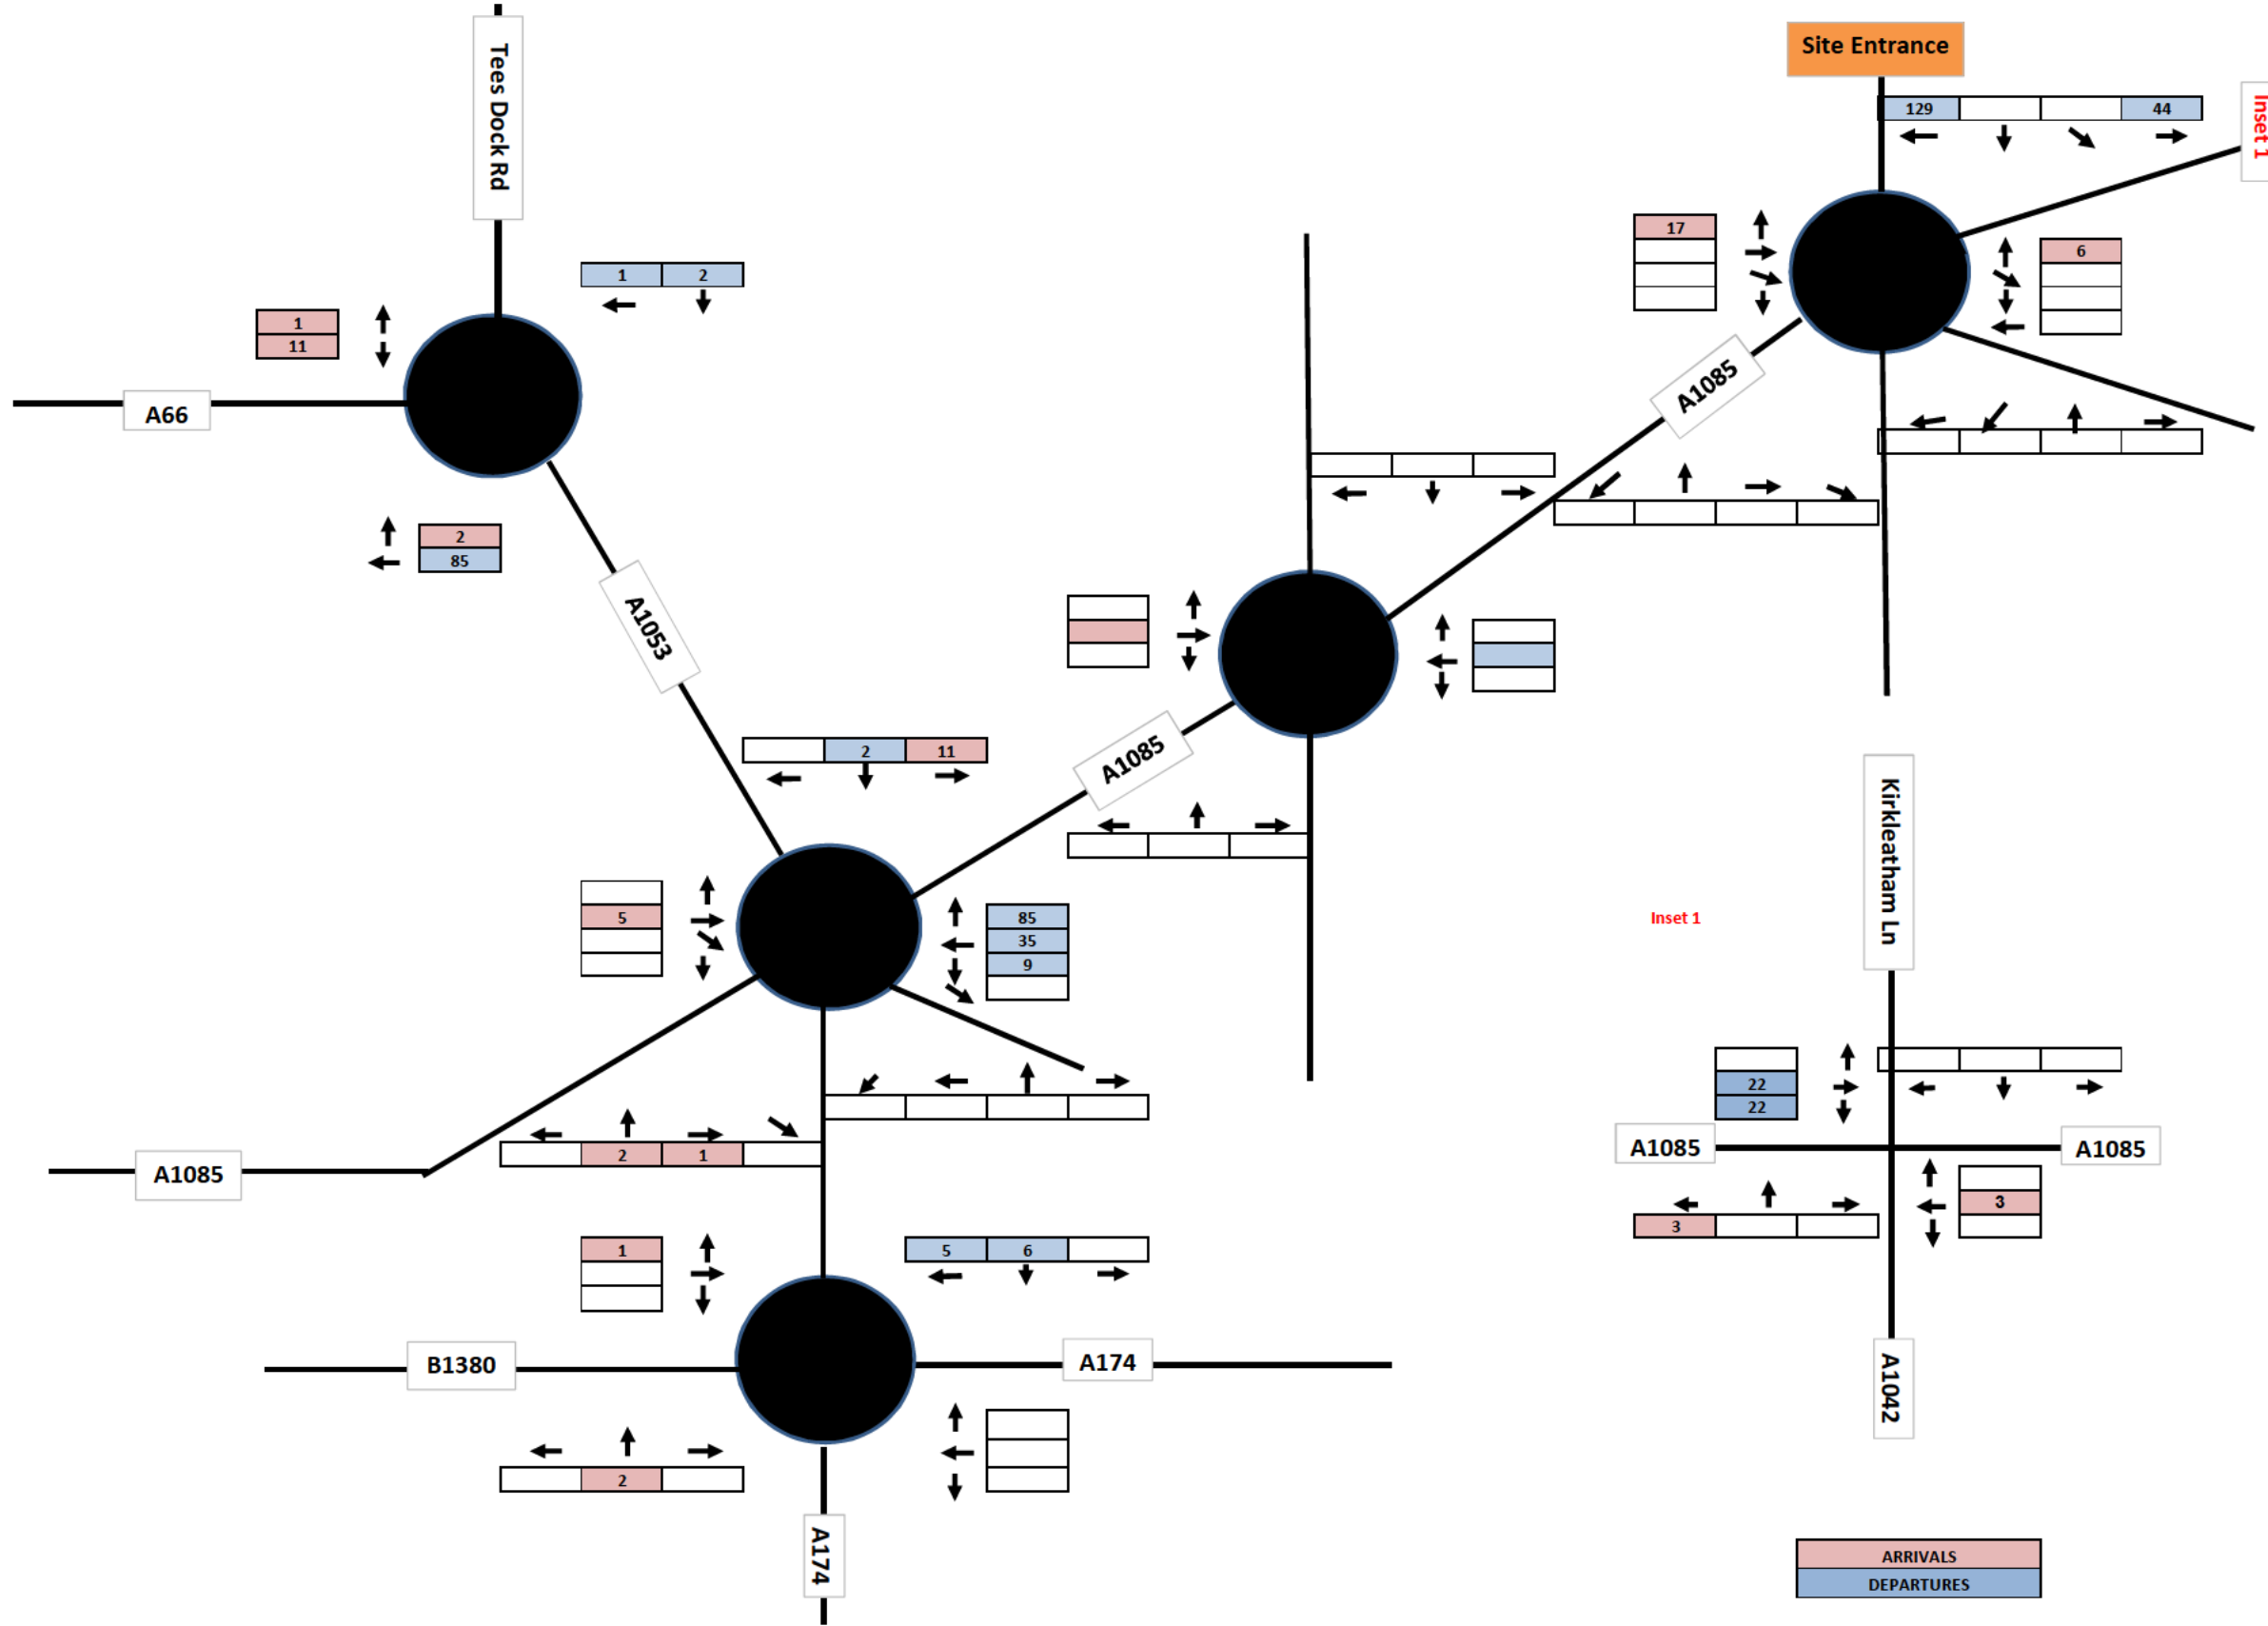 Tees Dock Rd
Site Entrance
Inset 1
129 44
17
6
1 2
1
11
A66
2
85
A1053
A1085
A1085
2 11
5
85
35
9
Kirkleatham Ln
Inset 1
22
22
A1085
A1085
3
3
A1042
2 1
A1085
1
5 6
B1380
A174
2
A174
ARRIVALS
DEPARTURES